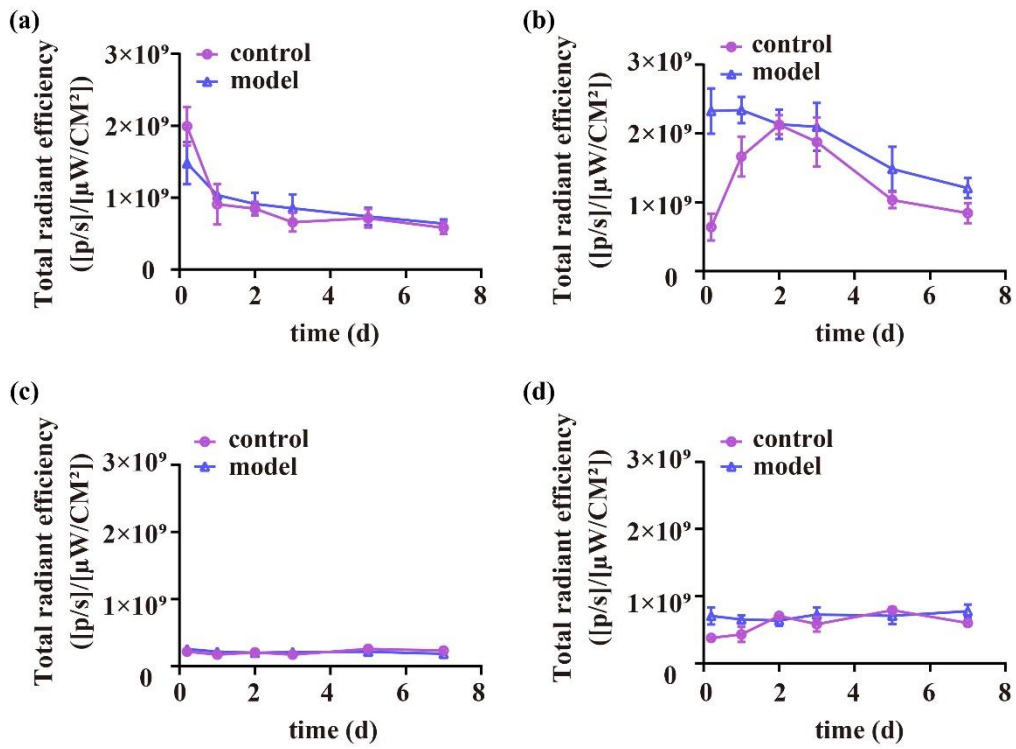 (a)
control
model
Total radiant efficiency
([p/s]/[μW/CM²])
3×10⁹
2×10⁹
1×10⁹
0
0 2 4 6 8
time (d)
(b)
control
model
Total radiant efficiency
([p/s]/[μW/CM²])
3×10⁹
2×10⁹
1×10⁹
0
0 2 4 6 8
time (d)
(c)
control
model
Total radiant efficiency
([p/s]/[μW/CM²])
3×10⁹
2×10⁹
1×10⁹
0
0 2 4 6 8
time (d)
(d)
control
model
Total radiant efficiency
([p/s]/[μW/CM²])
3×10⁹
2×10⁹
1×10⁹
0
0 2 4 6 8
time (d)